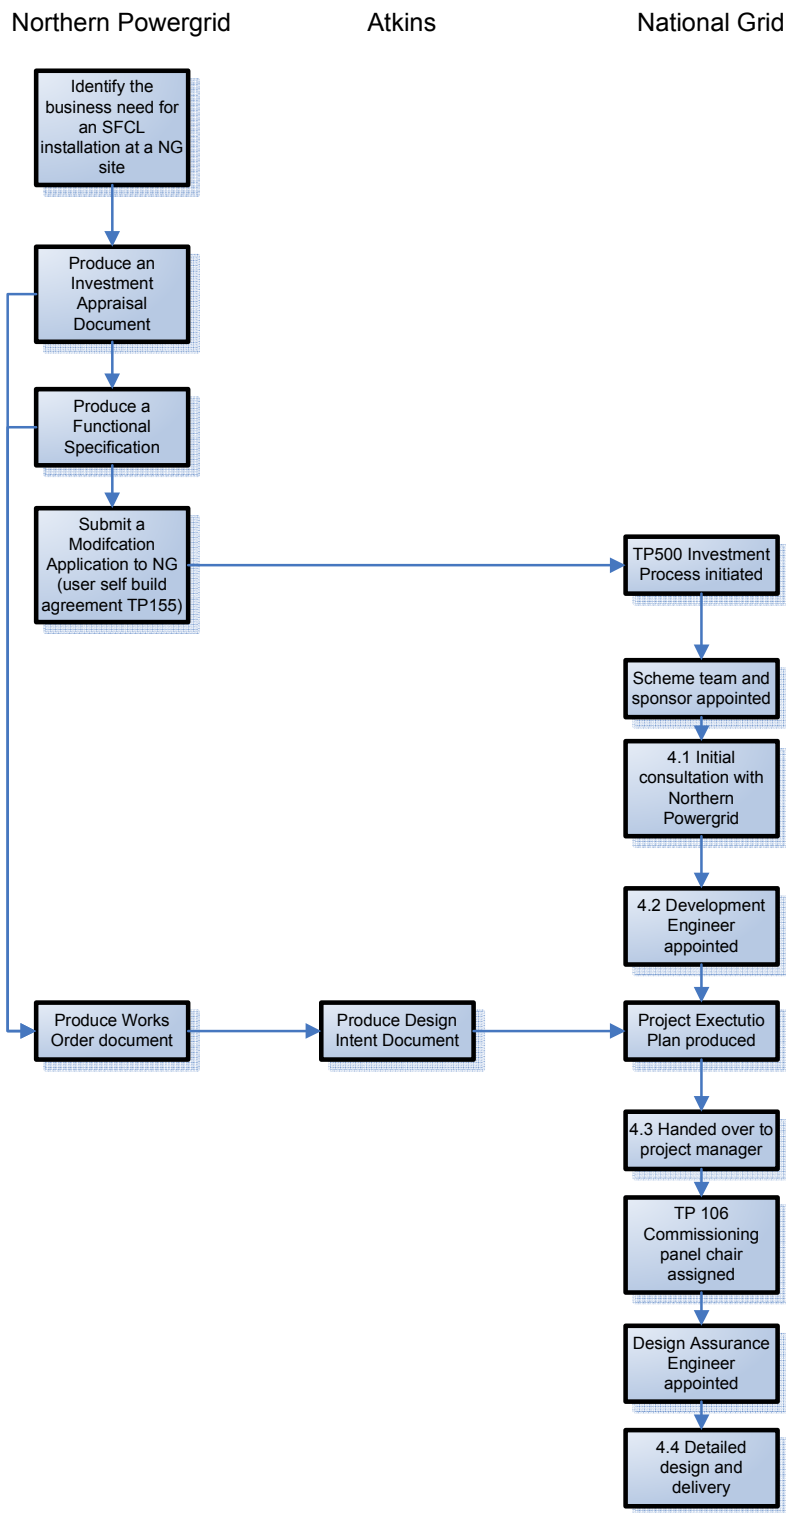 Northern Powergrid
Atkins
National Grid
Identify the
business need for
an SFCL
installation at a NG
site
Produce an
Investment
Appraisal
Document
Produce a
Functional
Specification
Submit a
Modifcation
Application to NG
(user self build
agreement TP155)
TP500 Investment
Process initiated
Scheme team and
sponsor appointed
4.1 Initial
consultation with
Northern
Powergrid
4.2 Development
Engineer
appointed
Produce Works
Order document
Produce Design
Intent Document
Project Exectutio
Plan produced
4.3 Handed over to
project manager
TP 106
Commissioning
panel chair
assigned
Design Assurance
Engineer
appointed
4.4 Detailed
design and
delivery